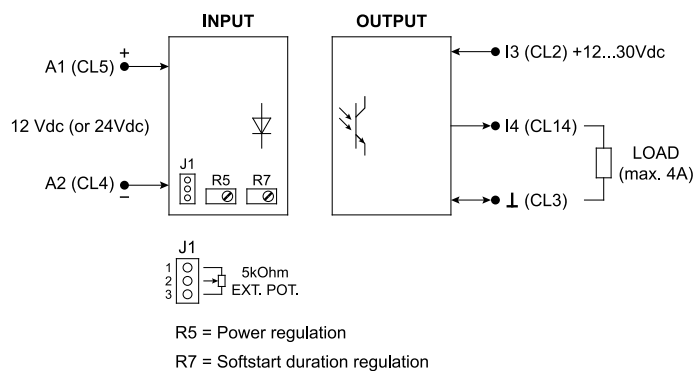 INPUT
OUTPUT
+
A1 (CL5)
12 Vdc (or 24Vdc)
A2 (CL4)
–
J1
R5
R7
I3 (CL2) +12...30Vdc
I4 (CL14)
LOAD
(max. 4A)
⊥ (CL3)
J1
1
2
3
5kOhm
EXT. POT.
R5 = Power regulation
R7 = Softstart duration regulation